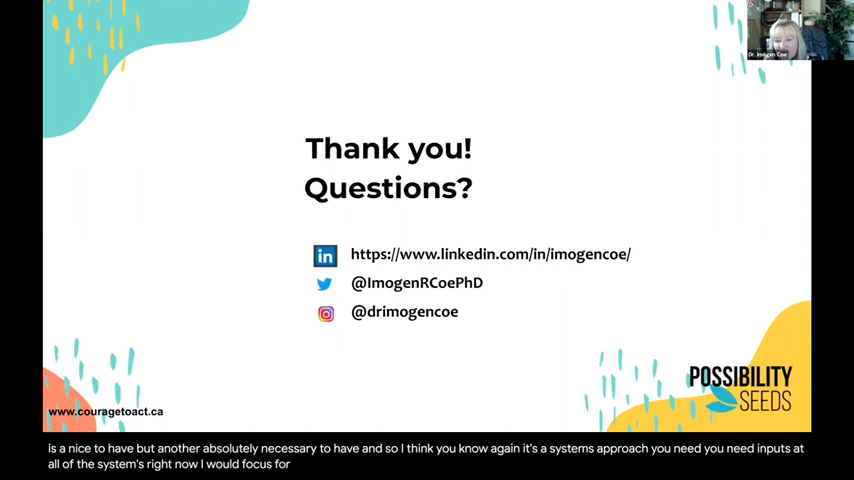 Dr. Imogen Coe
Thank you!
Questions?
in https://www.linkedin.com/in/imogencoe/
@ImogenRCoePhD
@drimogencoe
POSSIBILITY
SEEDS
www.couragetoact.ca
is a nice to have but another absolutely necessary to have and so I think you know again it's a systems approach you need you need inputs at
all of the system's right now I would focus for